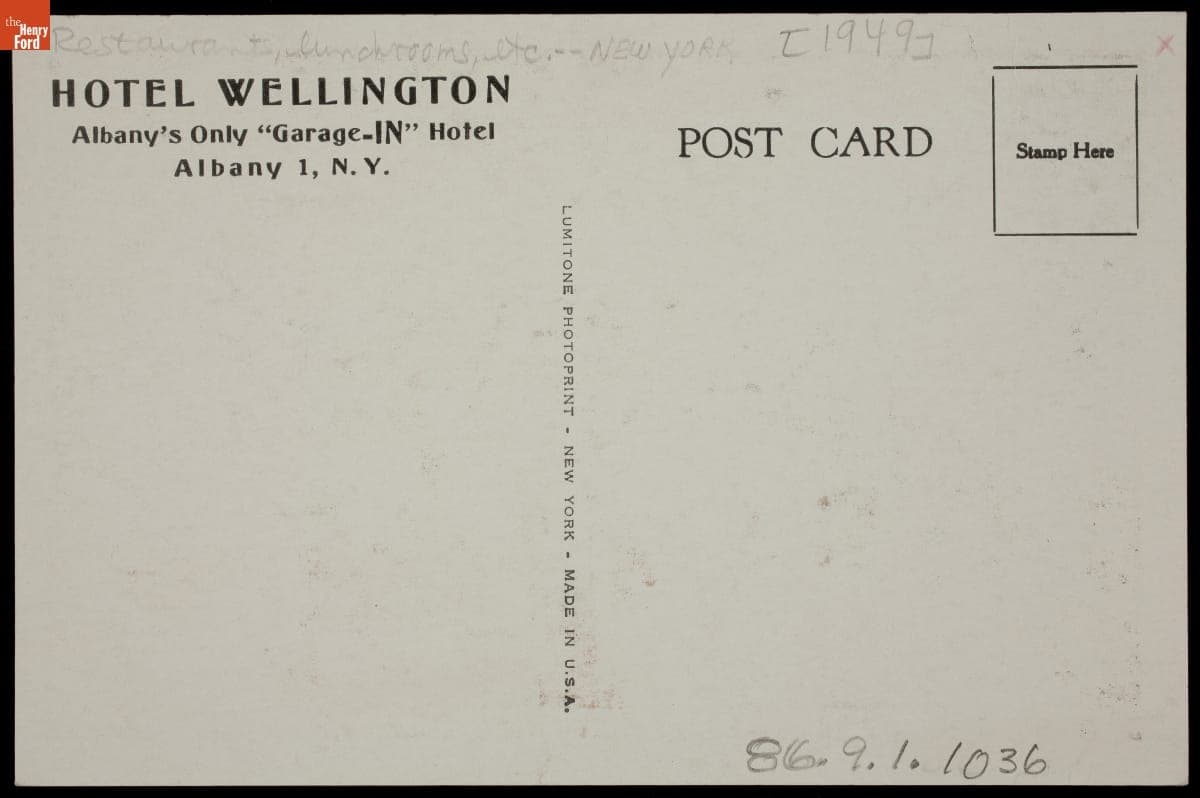 the
Henry
Ford
Restaurants, lunchrooms, etc.--NEW YORK [1949]
x
HOTEL WELLINGTON
Albany's Only "Garage-IN" Hotel
Albany 1, N. Y.
POST CARD
Stamp Here
LUMITONE PHOTOPRINT - NEW YORK - MADE IN U.S.A.
86.9.1.1036